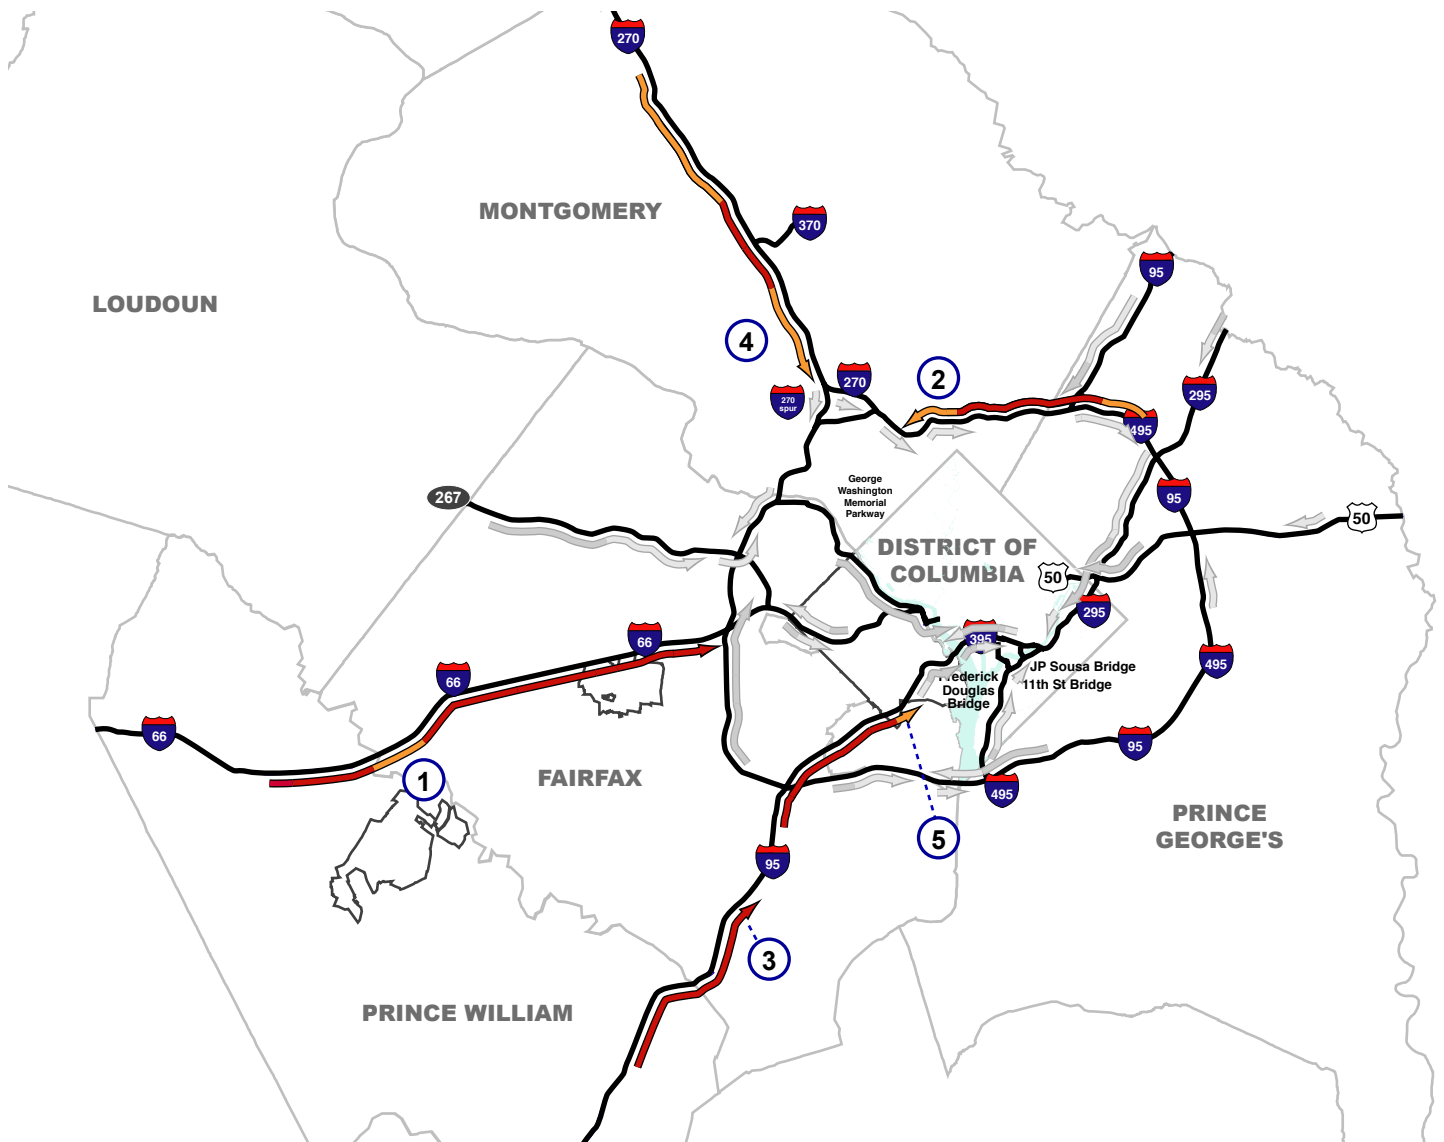 270
MONTGOMERY
370
95
LOUDOUN
4
270
2
270
spur
295
495
267
George
Washington
Memorial
Parkway
95
50
DISTRICT OF
COLUMBIA
50
295
66
395
66
495
JP Sousa Bridge
11th St Bridge
Frederick
Douglas
Bridge
66
95
1
FAIRFAX
495
PRINCE
GEORGE'S
5
95
3
PRINCE WILLIAM